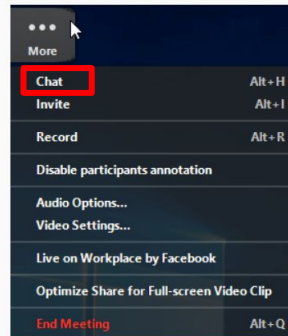 More
Chat Alt+H
Invite Alt+I
Record Alt+R
Disable participants annotation
Audio Options...
Video Settings...
Live on Workplace by Facebook
Optimize Share for Full-screen Video Clip
End Meeting Alt+Q